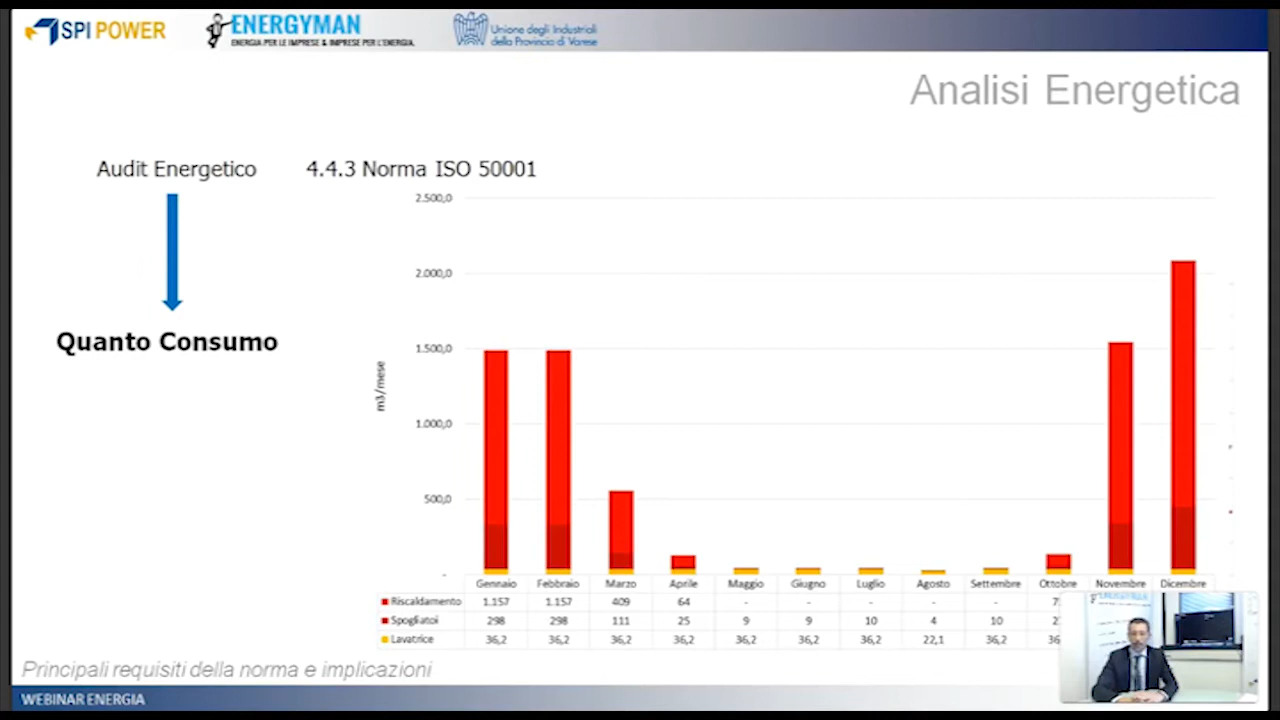 SPI POWER
ENERGYMAN
ENERGIA PER LE IMPRESE & IMPRESE PER L'ENERGIA.
Unione degli Industriali
della Provincia di Varese
Analisi Energetica
Audit Energetico 4.4.3 Norma ISO 50001
Quanto Consumo
2.500,0
2.000,0
1.500,0
1.000,0
500,0
-
m3/mese
Gennaio Febbraio Marzo Aprile Maggio Giugno Luglio Agosto Settembre Ottobre Novembre Dicembre
Riscaldamento 1.157 1.157 409 64 - - - - -
Spogliatoi 298 298 111 25 9 9 10 4 10
Lavatrice 36,2 36,2 36,2 36,2 36,2 36,2 36,2 22,1 36,2
Principali requisiti della norma e implicazioni
WEBINAR ENERGIA